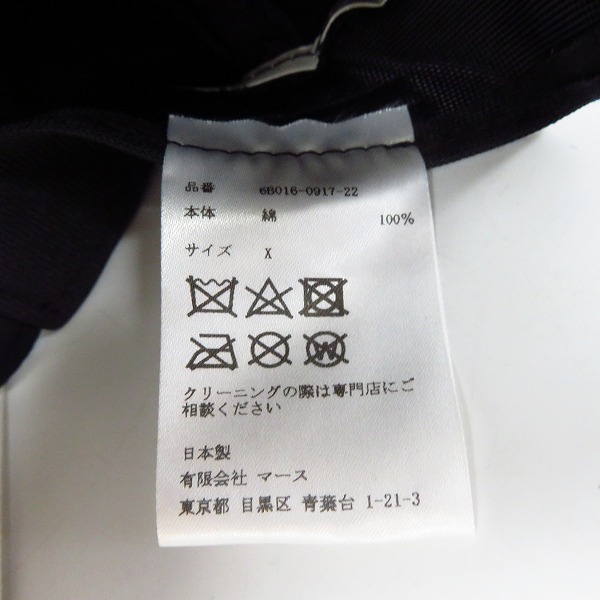 品番 6B016-0917-22
本体 綿 100%
サイズ X
クリーニングの際は専門店にご
相談ください
日本製
有限会社 マース
東京都 目黒区 青葉台 1-21-3